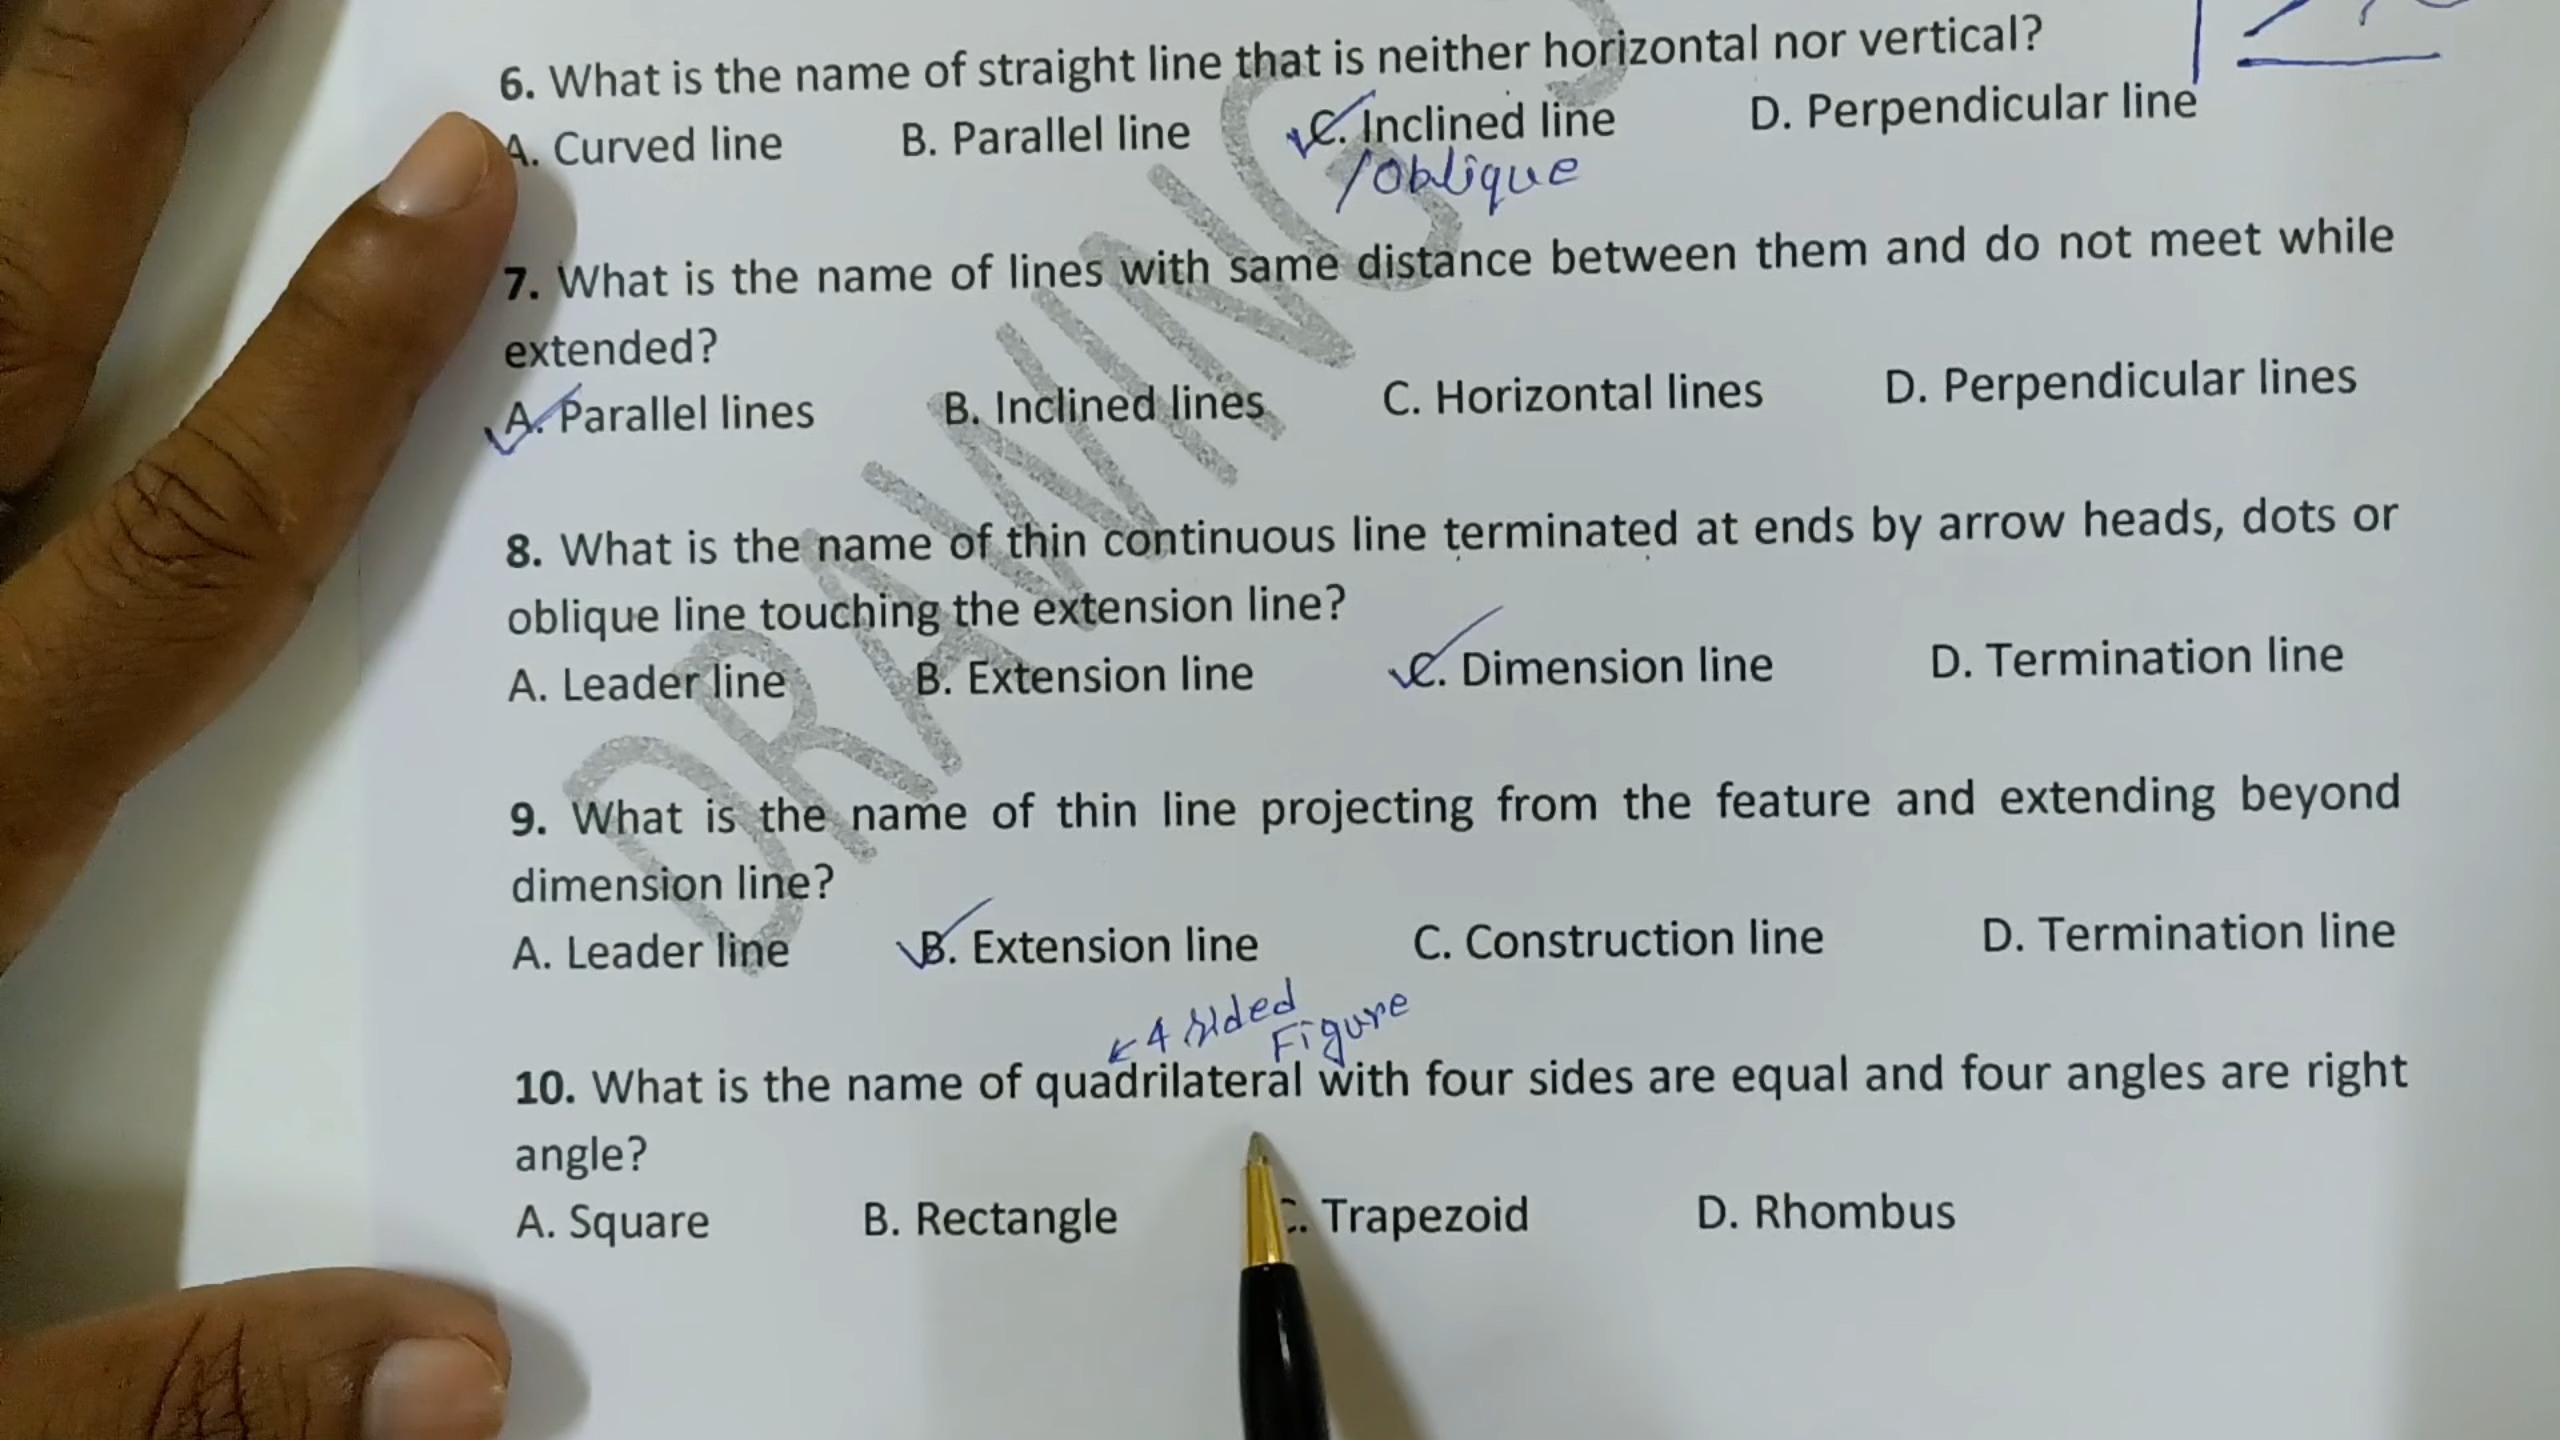 6. What is the name of straight line that is neither horizontal nor vertical?
A. Curved line B. Parallel line C. Inclined line D. Perpendicular line
/oblique
7. What is the name of lines with same distance between them and do not meet while
extended?
A. Parallel lines B. Inclined lines C. Horizontal lines D. Perpendicular lines
8. What is the name of thin continuous line terminated at ends by arrow heads, dots or
oblique line touching the extension line?
A. Leader line B. Extension line C. Dimension line D. Termination line
9. What is the name of thin line projecting from the feature and extending beyond
dimension line?
A. Leader line B. Extension line C. Construction line D. Termination line
4 sided
Figure
10. What is the name of quadrilateral with four sides are equal and four angles are right
angle?
A. Square B. Rectangle C. Trapezoid D. Rhombus
DRAWING